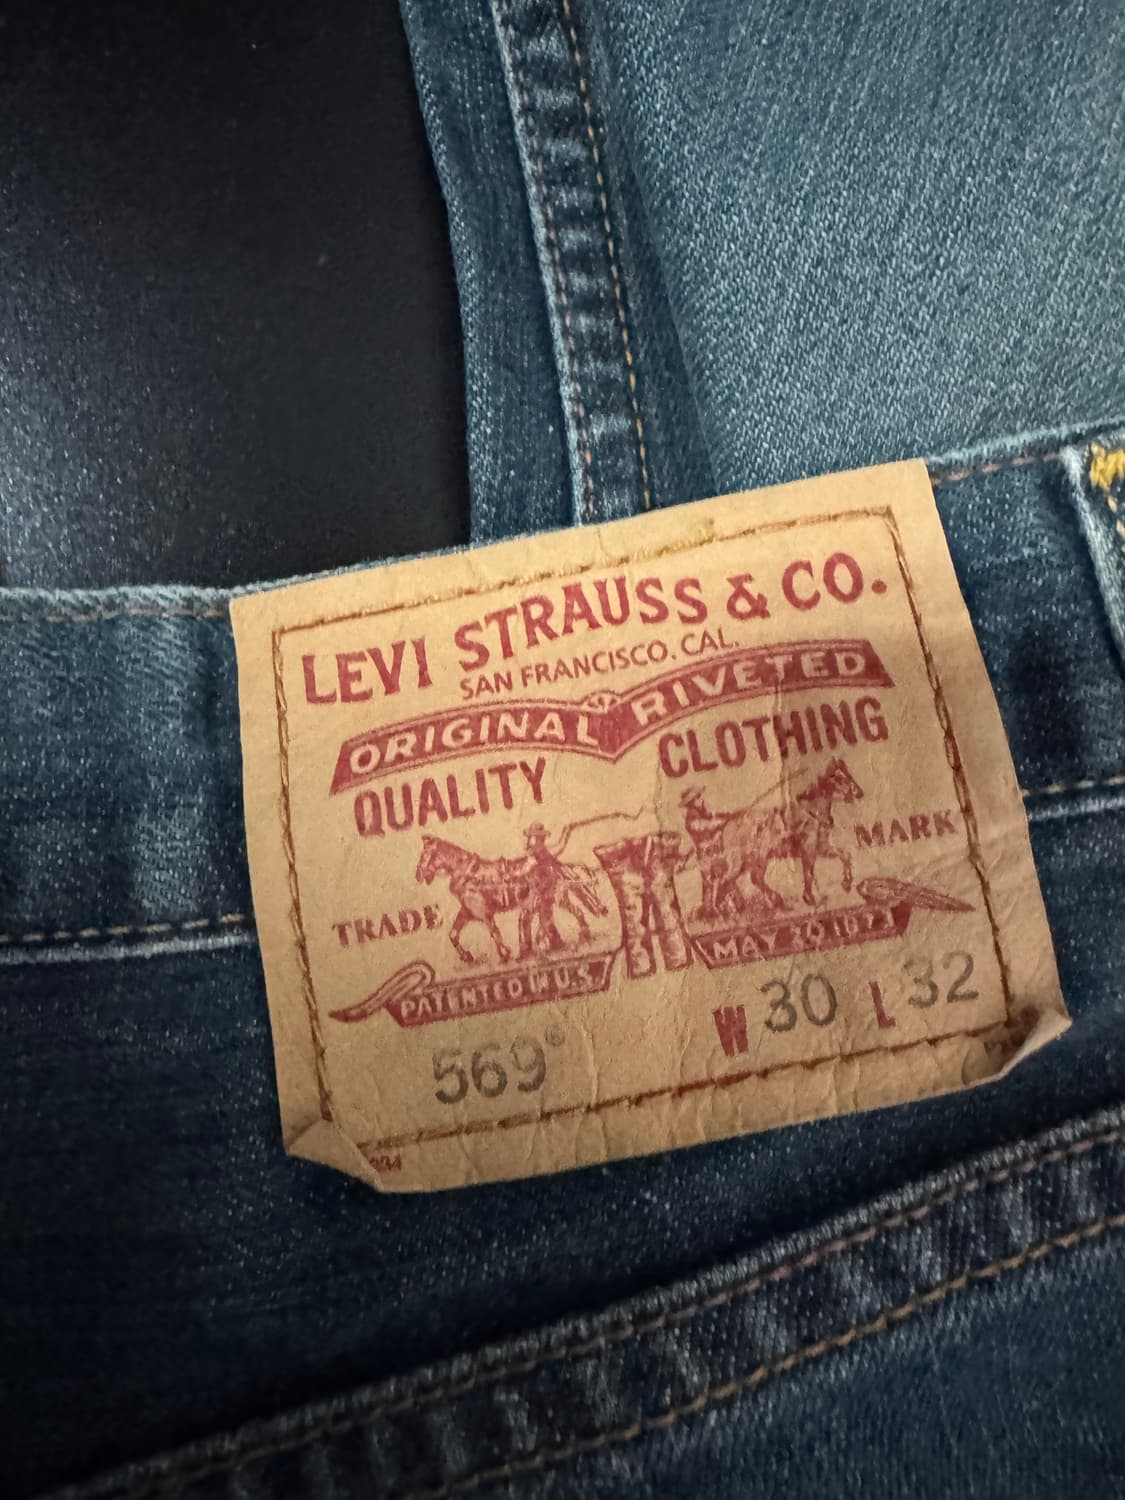 LEVI STRAUSS & CO.
SAN FRANCISCO, CAL.
ORIGINAL RIVETED
QUALITY CLOTHING
TRADE MARK
PATENTED IN U.S. MAY 20 1873
569® W 30 L 32